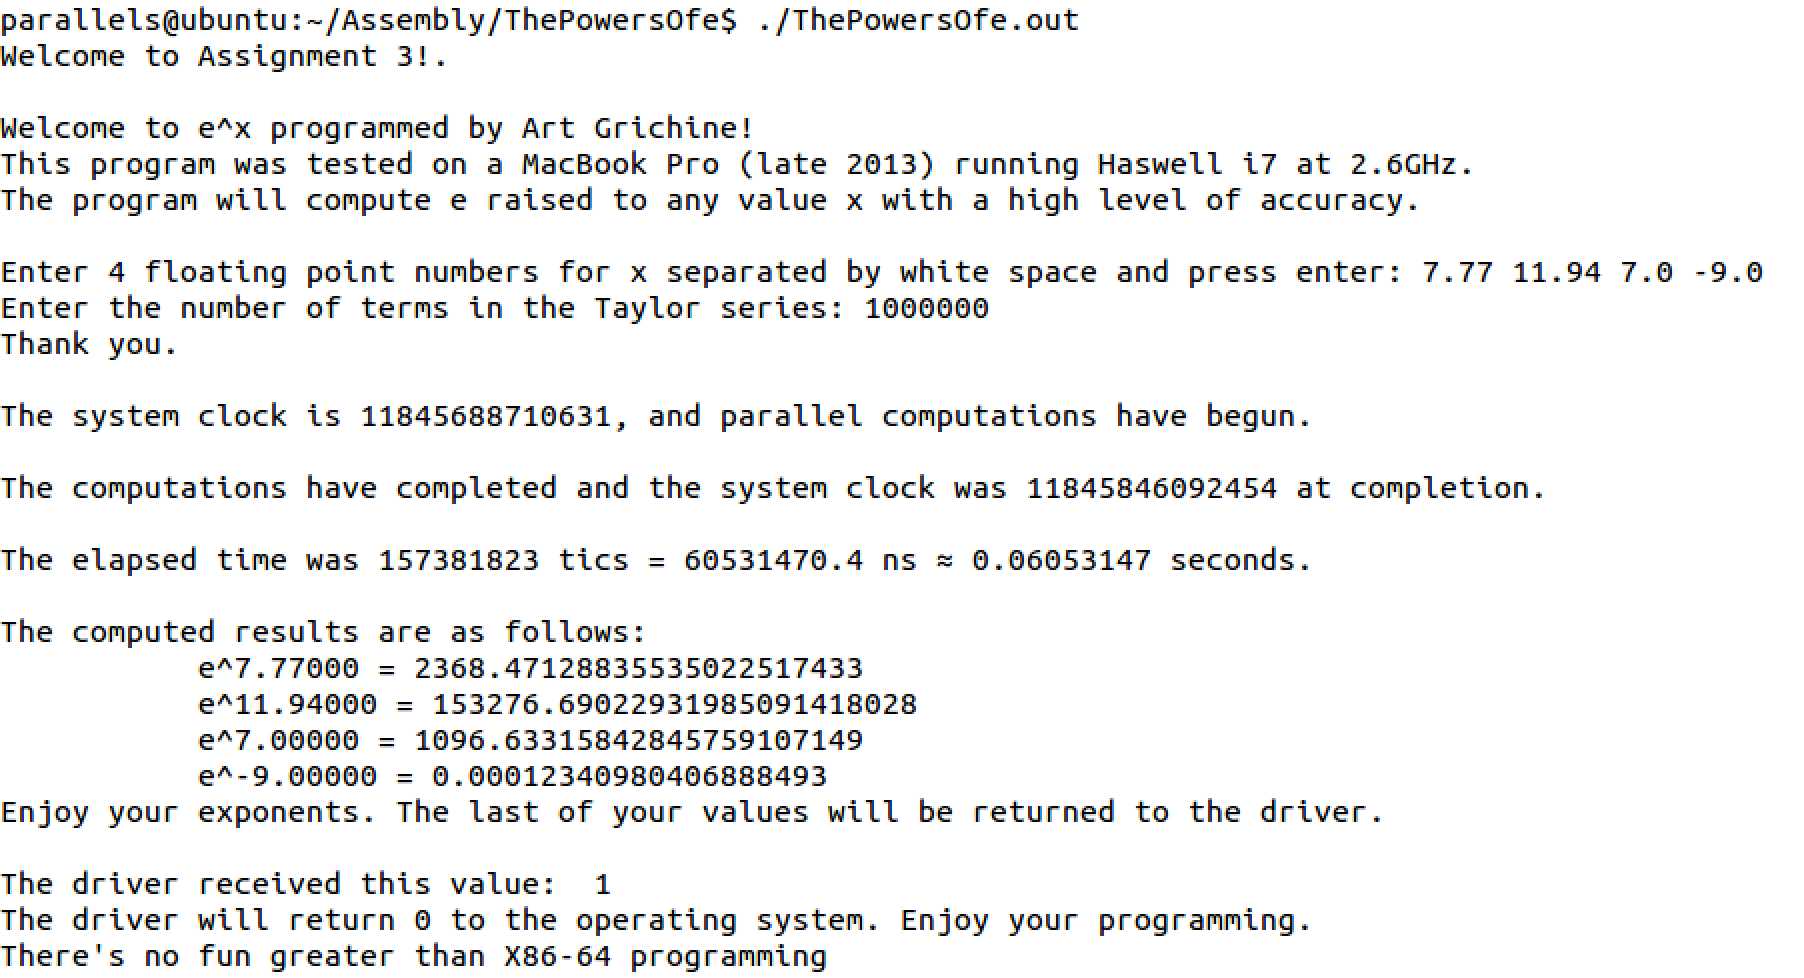 parallels@ubuntu:~/Assembly/ThePowersOfe$ ./ThePowersOfe.out
Welcome to Assignment 3!.
Welcome to e^x programmed by Art Grichine!
This program was tested on a MacBook Pro (late 2013) running Haswell i7 at 2.6GHz.
The program will compute e raised to any value x with a high level of accuracy.
Enter 4 floating point numbers for x separated by white space and press enter: 7.77 11.94 7.0 -9.0
Enter the number of terms in the Taylor series: 1000000
Thank you.
The system clock is 11845688710631, and parallel computations have begun.
The computations have completed and the system clock was 11845846092454 at completion.
The elapsed time was 157381823 tics = 60531470.4 ns ≈ 0.06053147 seconds.
The computed results are as follows:
e^7.77000 = 2368.47128835535022517433
e^11.94000 = 153276.69022931985091418028
e^7.00000 = 1096.63315842845759107149
e^-9.00000 = 0.00012340980406888493
Enjoy your exponents. The last of your values will be returned to the driver.
The driver received this value:  1
The driver will return 0 to the operating system. Enjoy your programming.
There's no fun greater than X86-64 programming